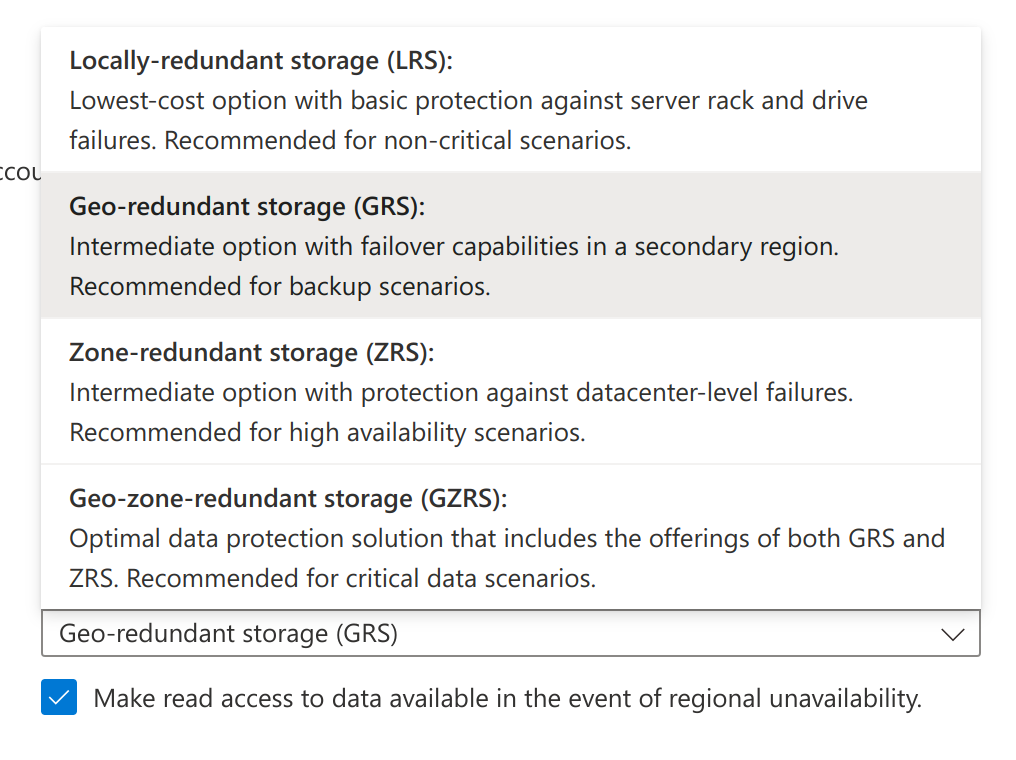 Locally-redundant storage (LRS):
Lowest-cost option with basic protection against server rack and drive
failures. Recommended for non-critical scenarios.
Geo-redundant storage (GRS):
Intermediate option with failover capabilities in a secondary region.
Recommended for backup scenarios.
Zone-redundant storage (ZRS):
Intermediate option with protection against datacenter-level failures.
Recommended for high availability scenarios.
Geo-zone-redundant storage (GZRS):
Optimal data protection solution that includes the offerings of both GRS and
ZRS. Recommended for critical data scenarios.
Geo-redundant storage (GRS)
Make read access to data available in the event of regional unavailability.